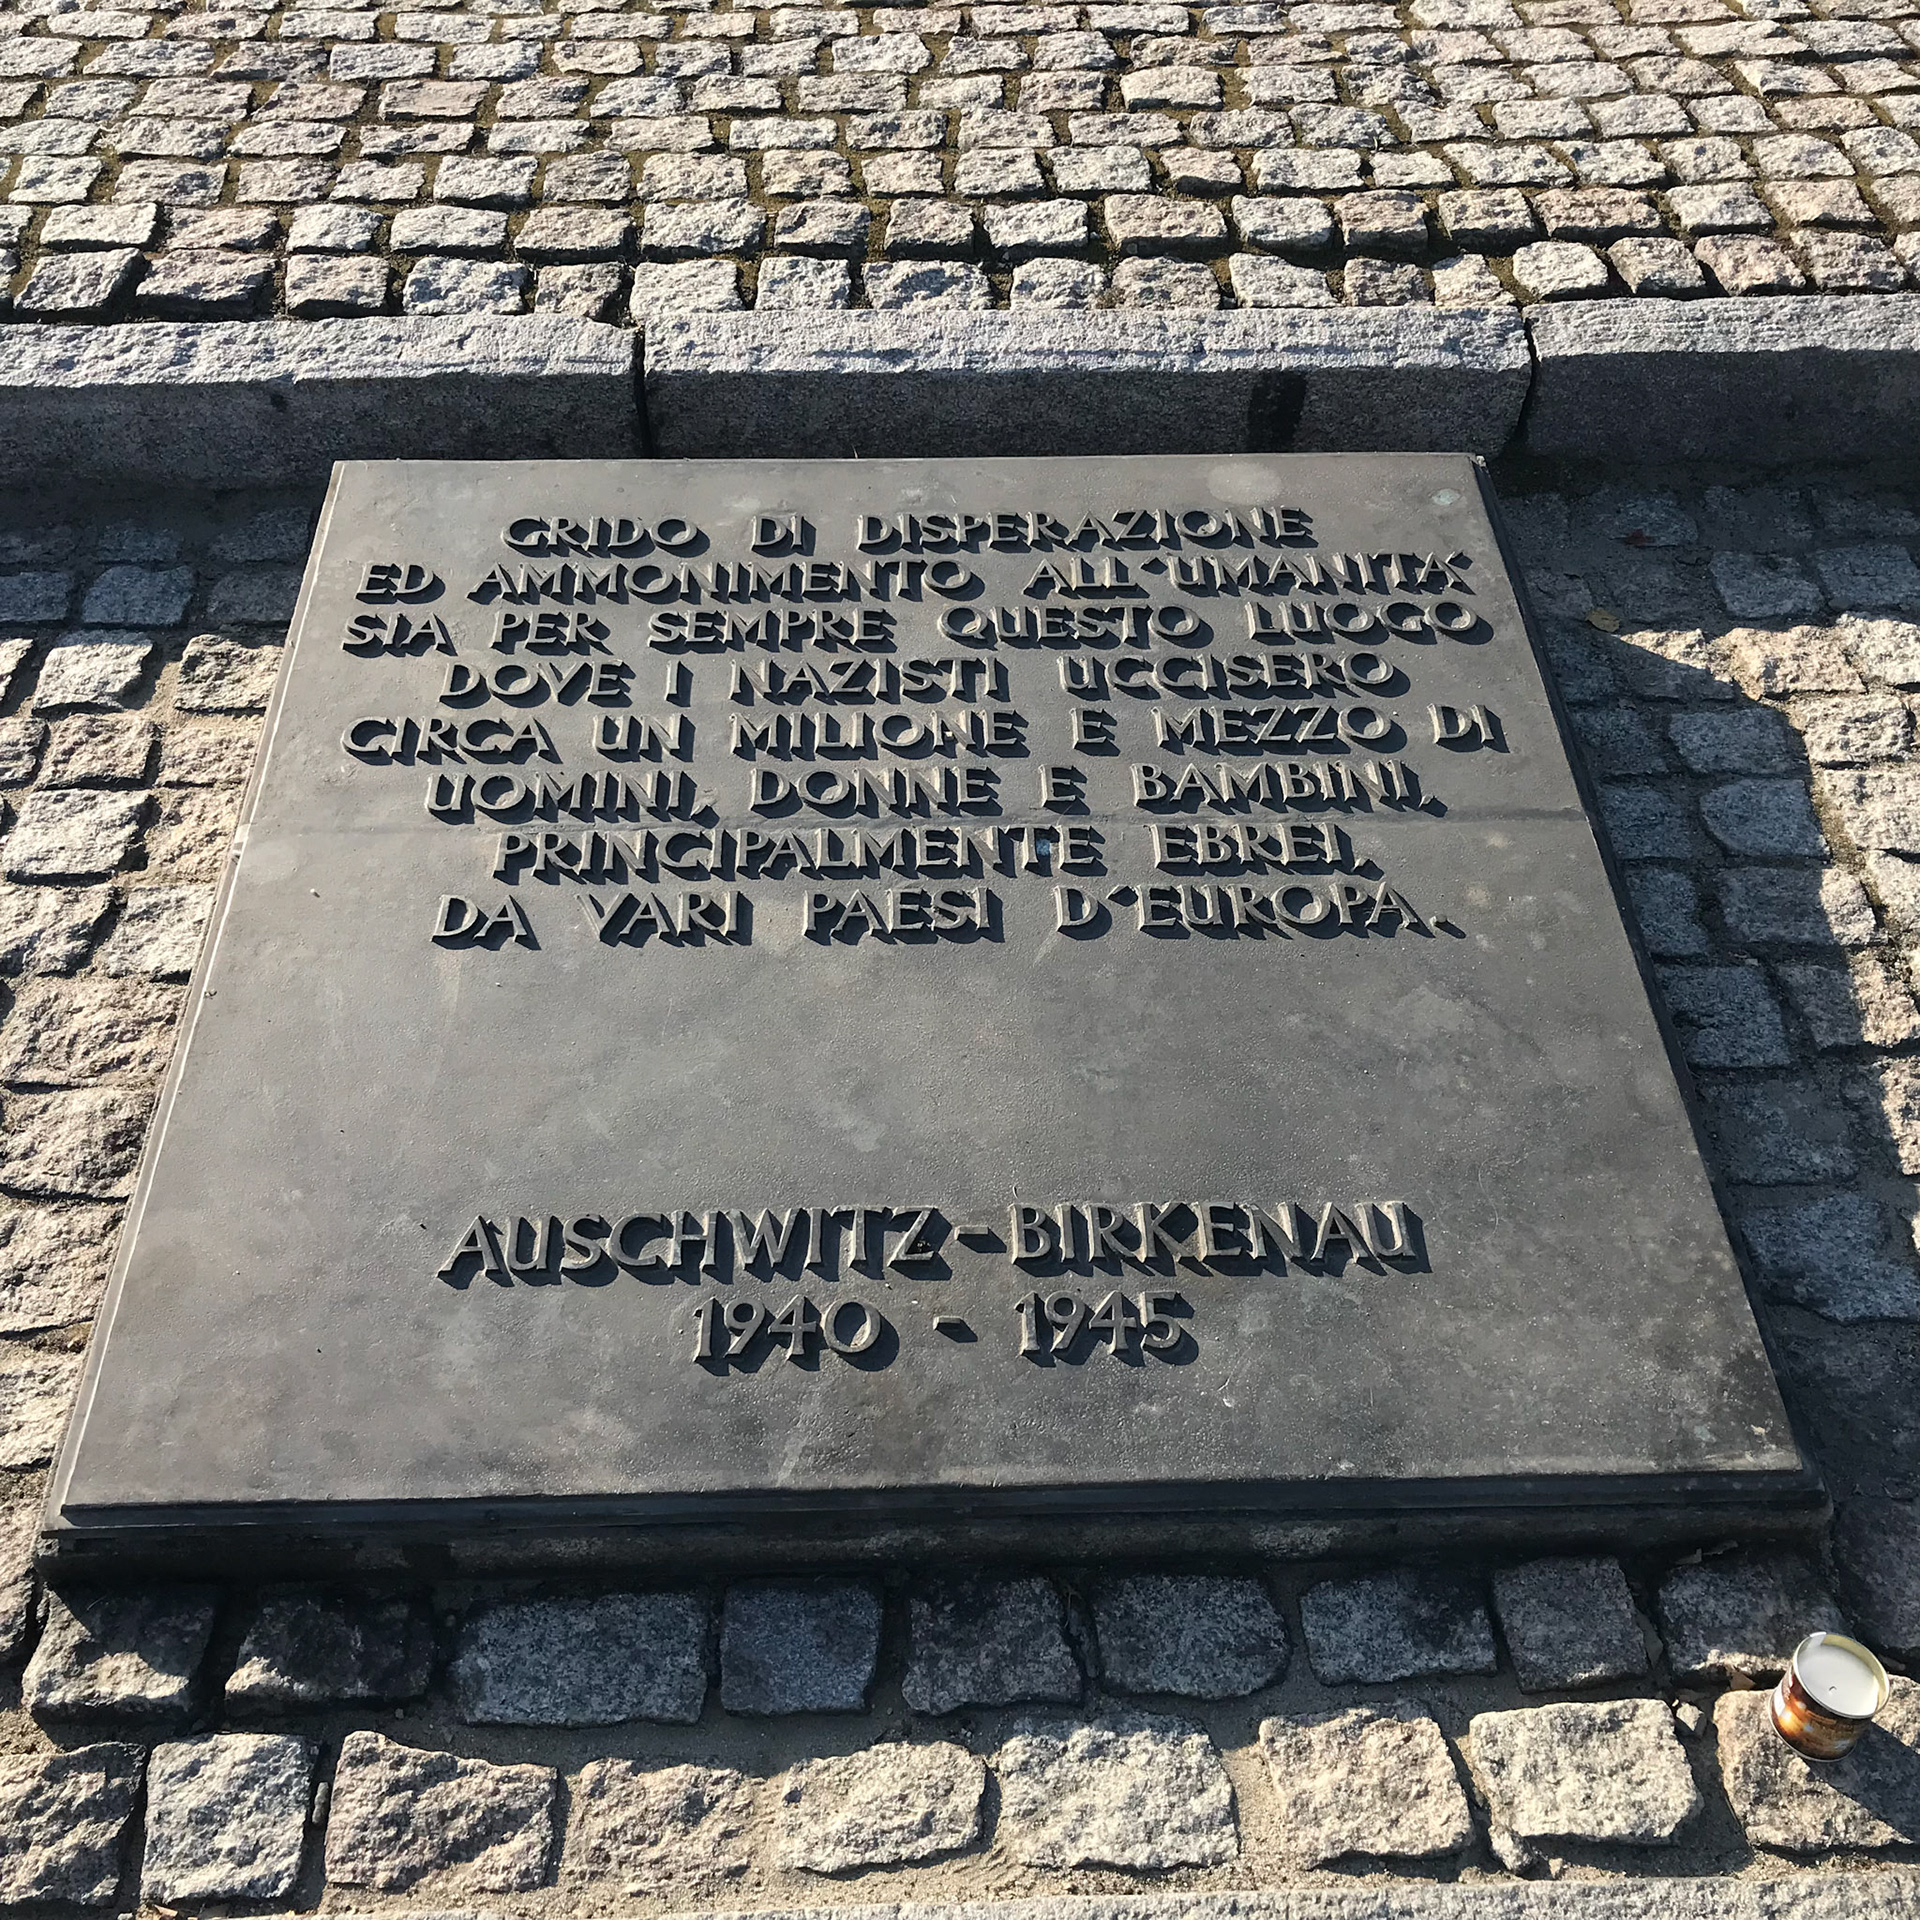 GRIDO DI DISPERAZIONE
ED AMMONIMENTO ALL'UMANITA'
SIA PER SEMPRE QUESTO LUOGO
DOVE I NAZISTI UCCISERO
CIRCA UN MILIONE E MEZZO DI
UOMINI, DONNE E BAMBINI,
PRINCIPALMENTE EBREI,
DA VARI PAESI D'EUROPA.
AUSCHWITZ-BIRKENAU
1940 - 1945